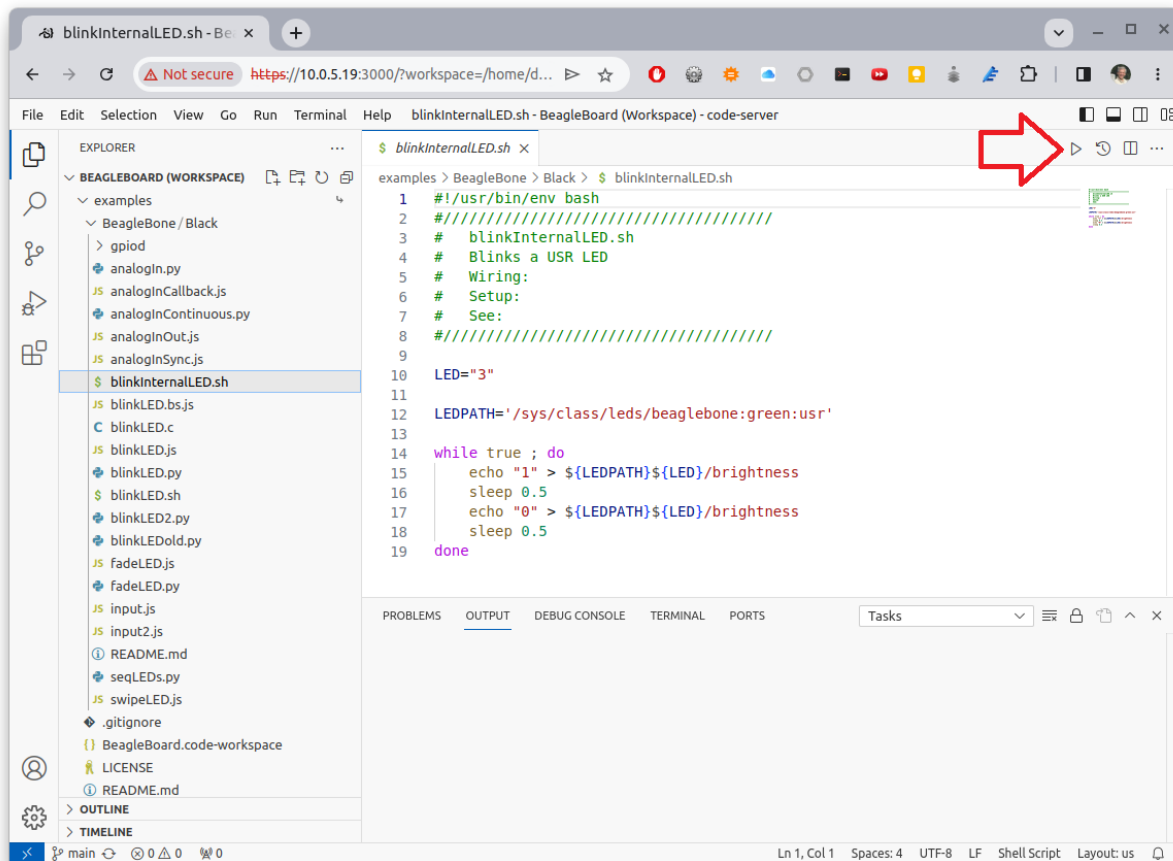 blinkInternalLED.sh - Be
Not secure https://10.0.5.19:3000/?workspace=/home/d...
File Edit Selection View Go Run Terminal Help blinkInternalLED.sh - BeagleBoard (Workspace) - code-server
EXPLORER
BEAGLEBOARD (WORKSPACE)
examples
BeagleBone / Black
gpiod
analogIn.py
JS analogInCallback.js
analogInContinuous.py
JS analogInOut.js
JS analogInSync.js
$ blinkInternalLED.sh
JS blinkLED.bs.js
C blinkLED.c
JS blinkLED.js
blinkLED.py
$ blinkLED.sh
blinkLED2.py
blinkLEDold.py
JS fadeLED.js
fadeLED.py
JS input.js
JS input2.js
README.md
seqLEDs.py
JS swipeLED.js
.gitignore
{} BeagleBoard.code-workspace
LICENSE
README.md
OUTLINE
TIMELINE
$ blinkInternalLED.sh
examples > BeagleBone > Black > $ blinkInternalLED.sh
1 #!/usr/bin/env bash
2 #//////////////////////////////////////
3 #   blinkInternalLED.sh
4 #   Blinks a USR LED
5 #   Wiring:
6 #   Setup:
7 #   See:
8 #//////////////////////////////////////
9
10 LED="3"
11
12 LEDPATH='/sys/class/leds/beaglebone:green:usr'
13
14 while true ; do
15     echo "1" > ${LEDPATH}${LED}/brightness
16     sleep 0.5
17     echo "0" > ${LEDPATH}${LED}/brightness
18     sleep 0.5
19 done
PROBLEMS OUTPUT DEBUG CONSOLE TERMINAL PORTS Tasks
main 0 0 0 Ln 1, Col 1 Spaces: 4 UTF-8 LF Shell Script Layout: us